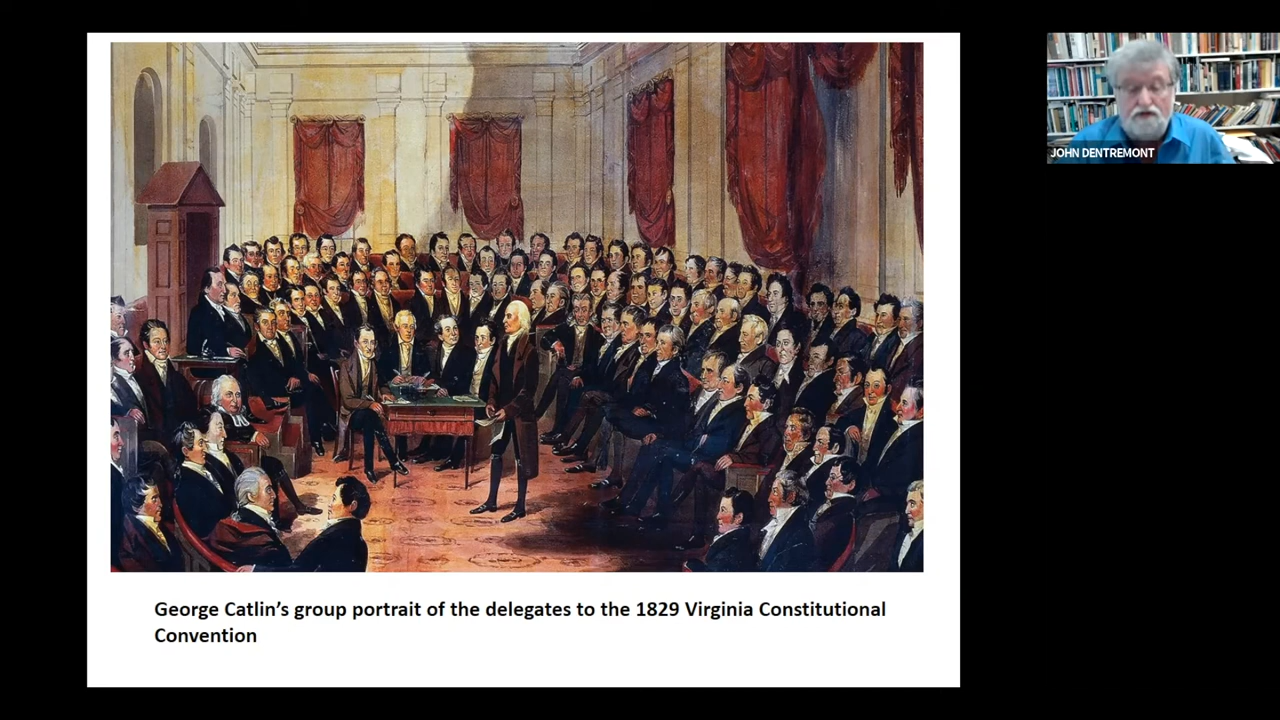 JOHN DENTREMONT
George Catlin’s group portrait of the delegates to the 1829 Virginia Constitutional
Convention